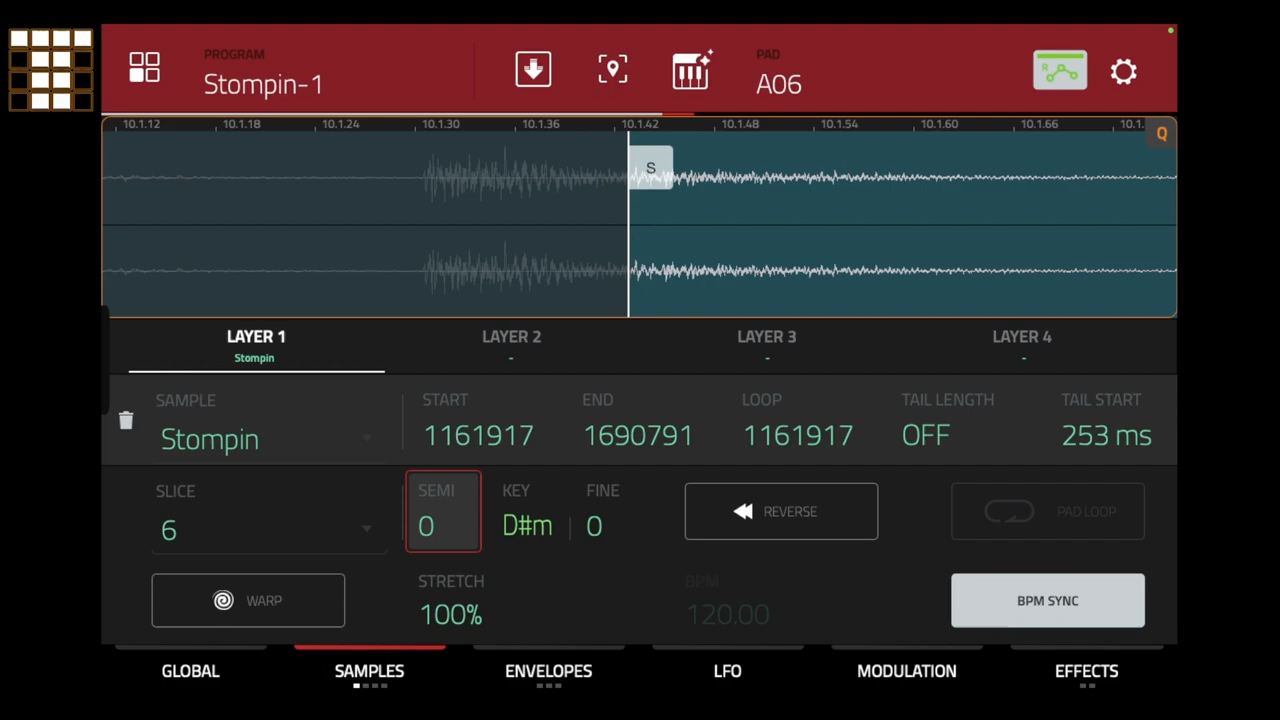 PROGRAM
Stompin-1
PAD
A06
R
10.1.12 10.1.18 10.1.24 10.1.30 10.1.36 10.1.42 10.1.48 10.1.54 10.1.60 10.1.66 10.1.
Q
S
LAYER 1 LAYER 2 LAYER 3 LAYER 4
Stompin - - -
SAMPLE START END LOOP TAIL LENGTH TAIL START
Stompin 1161917 1690791 1161917 OFF 253 ms
SLICE SEMI KEY FINE
6 0 D#m 0
REVERSE
PAD LOOP
WARP
STRETCH
100%
BPM
120.00
BPM SYNC
GLOBAL SAMPLES ENVELOPES LFO MODULATION EFFECTS